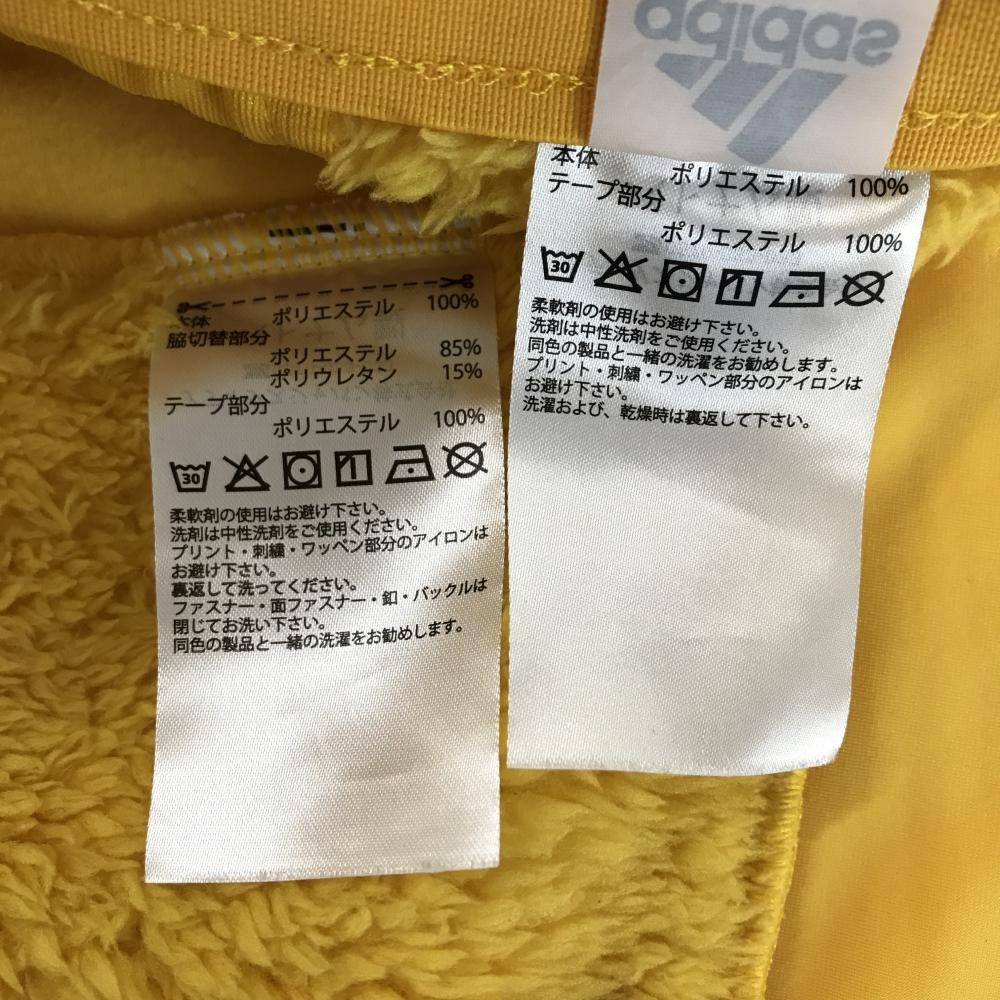 adidas
本体
ポリエステル 100%
テープ部分
ポリエステル 100%
30
柔軟剤の使用はお避け下さい。
洗剤は中性洗剤をご使用ください。
同色の製品と一緒の洗濯をお勧めします。
プリント・刺繍・ワッペン部分のアイロンは
お避け下さい。
洗濯および、乾燥時は裏返して下さい。
本体
ポリエステル 100%
脇切替部分
ポリエステル 85%
ポリウレタン 15%
テープ部分
ポリエステル 100%
30
柔軟剤の使用はお避け下さい。
洗剤は中性洗剤をご使用ください。
プリント・刺繍・ワッペン部分のアイロンは
お避け下さい。
裏返して洗ってください。
ファスナー・面ファスナー・釦・バックルは
閉じてお洗い下さい。
同色の製品と一緒の洗濯をお勧めします。